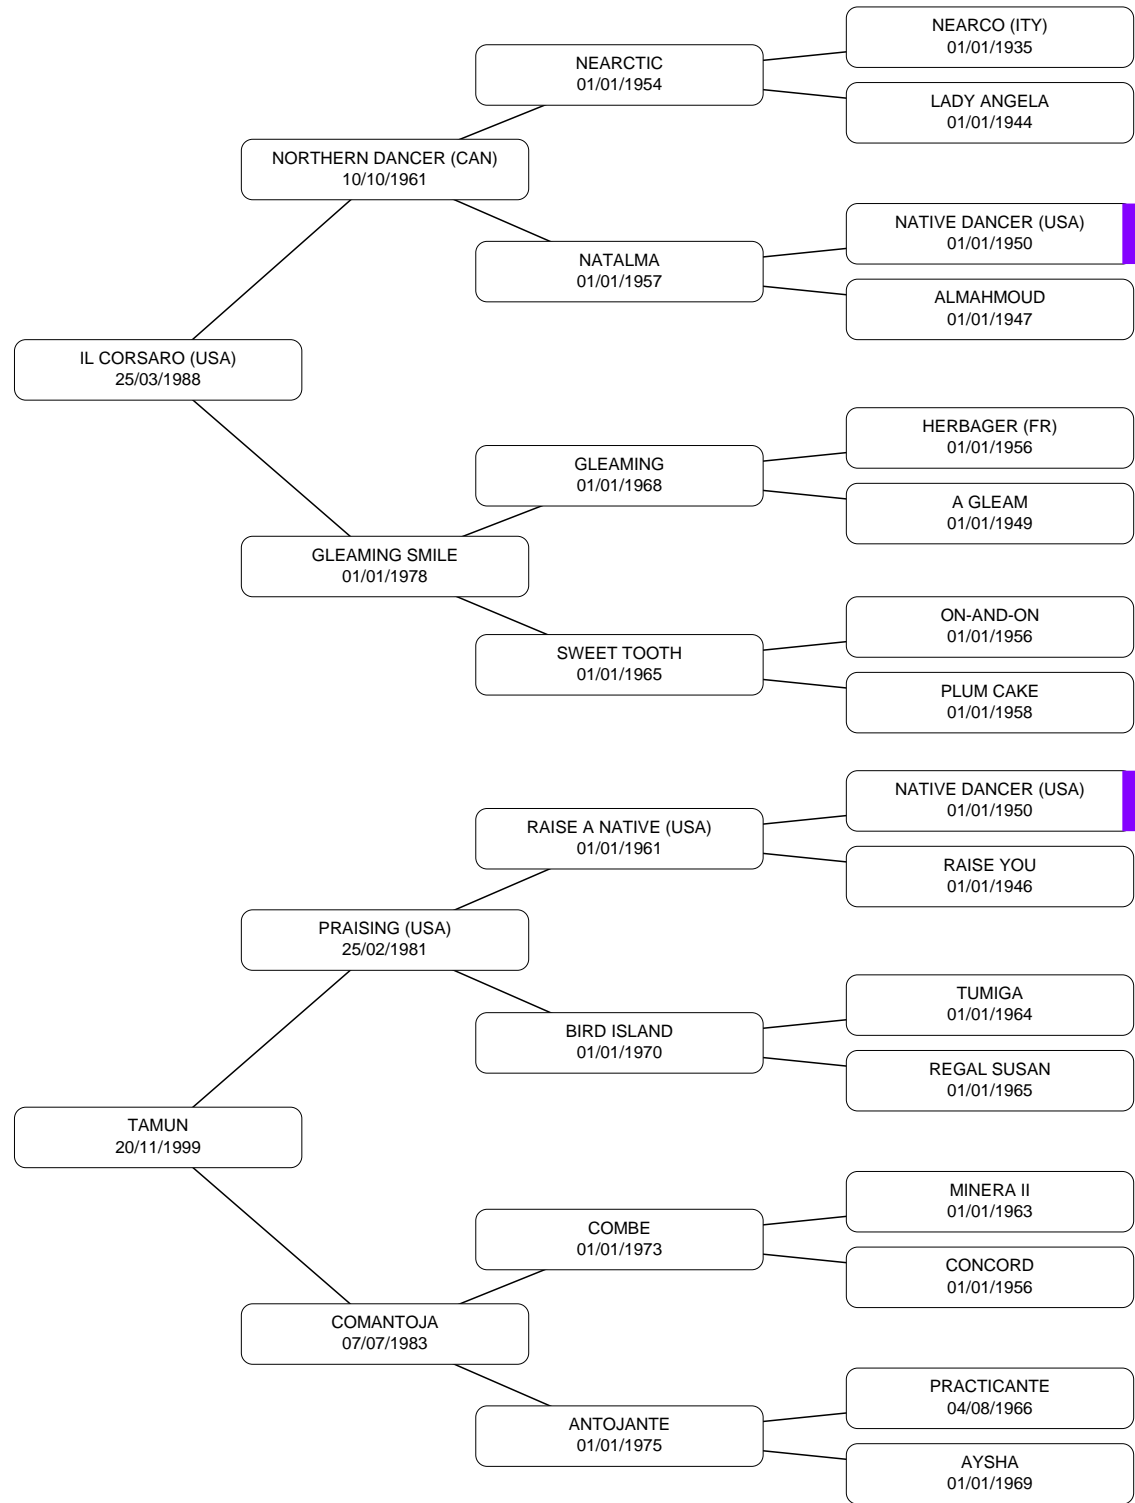 NEARCO (ITY)
01/01/1935
NEARCTIC
01/01/1954
LADY ANGELA
01/01/1944
NORTHERN DANCER (CAN)
10/10/1961
NATIVE DANCER (USA)
01/01/1950
NATALMA
01/01/1957
ALMAHMOUD
01/01/1947
IL CORSARO (USA)
25/03/1988
HERBAGER (FR)
01/01/1956
GLEAMING
01/01/1968
A GLEAM
01/01/1949
GLEAMING SMILE
01/01/1978
ON-AND-ON
01/01/1956
SWEET TOOTH
01/01/1965
PLUM CAKE
01/01/1958
NATIVE DANCER (USA)
01/01/1950
RAISE A NATIVE (USA)
01/01/1961
RAISE YOU
01/01/1946
PRAISING (USA)
25/02/1981
TUMIGA
01/01/1964
BIRD ISLAND
01/01/1970
REGAL SUSAN
01/01/1965
TAMUN
20/11/1999
MINERA II
01/01/1963
COMBE
01/01/1973
CONCORD
01/01/1956
COMANTOJA
07/07/1983
PRACTICANTE
04/08/1966
ANTOJANTE
01/01/1975
AYSHA
01/01/1969